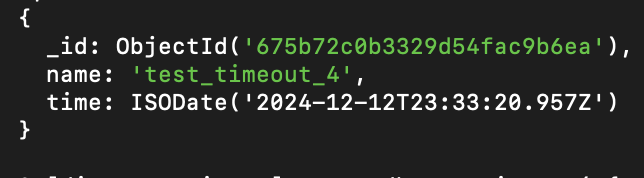 {
_id: ObjectId('675b72c0b3329d54fac9b6ea'),
name: 'test_timeout_4',
time: ISODate('2024-12-12T23:33:20.957Z')
}